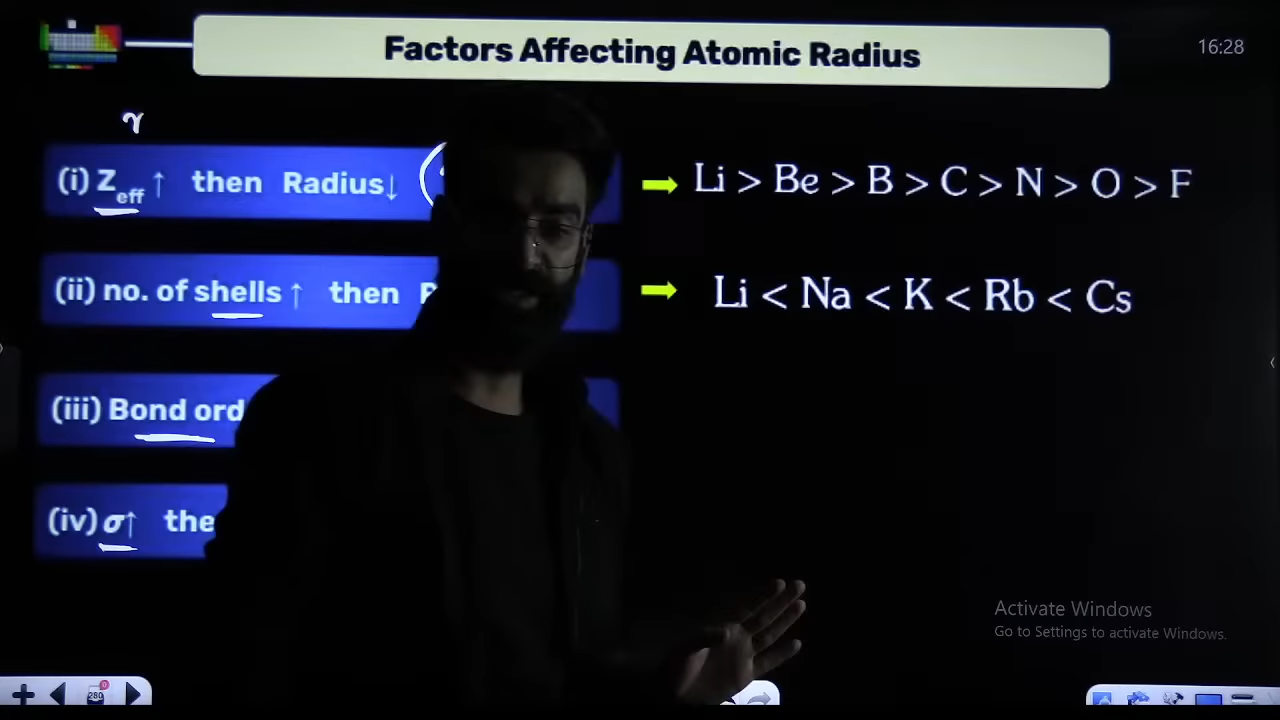 Factors Affecting Atomic Radius
16:28
r
(i) Zeff ↑ then Radius↓
Li > Be > B > C > N > O > F
(ii) no. of shells ↑ then
Li < Na < K < Rb < Cs
(iii) Bond ord
(iv) σ↑ the
Activate Windows
Go to Settings to activate Windows.
280